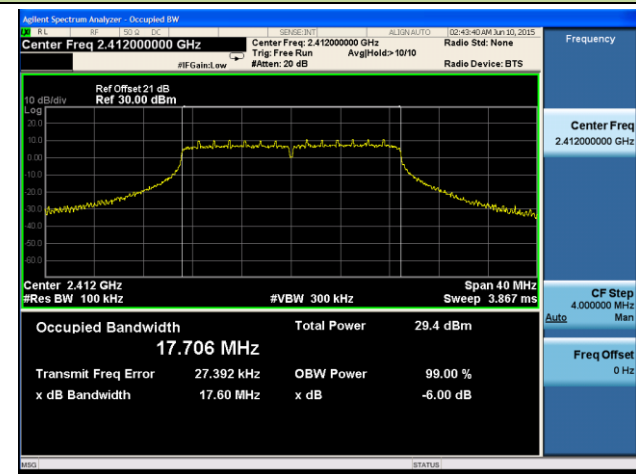 Agilent Spectrum Analyzer - Occupied BW
RL RF 50 Ω DC SENSE:INT ALIGN AUTO 02:43:40 AM Jun 10, 2015
Center Freq 2.412000000 GHz Center Freq: 2.412000000 GHz Radio Std: None
Trig: Free Run Avg|Hold:>10/10
#IFGain:Low #Atten: 20 dB Radio Device: BTS
Ref Offset 21 dB
10 dB/div Ref 30.00 dBm
Log
20.0
10.0
0.00
-10.0
-20.0
-30.0
-40.0
-50.0
-60.0
Center 2.412 GHz Span 40 MHz
#Res BW 100 kHz #VBW 300 kHz Sweep 3.867 ms
Occupied Bandwidth Total Power 29.4 dBm
17.706 MHz
Transmit Freq Error 27.392 kHz OBW Power 99.00 %
x dB Bandwidth 17.60 MHz x dB -6.00 dB
MSG STATUS
Frequency
Center Freq
2.412000000 GHz
CF Step
4.000000 MHz
Auto Man
Freq Offset
0 Hz